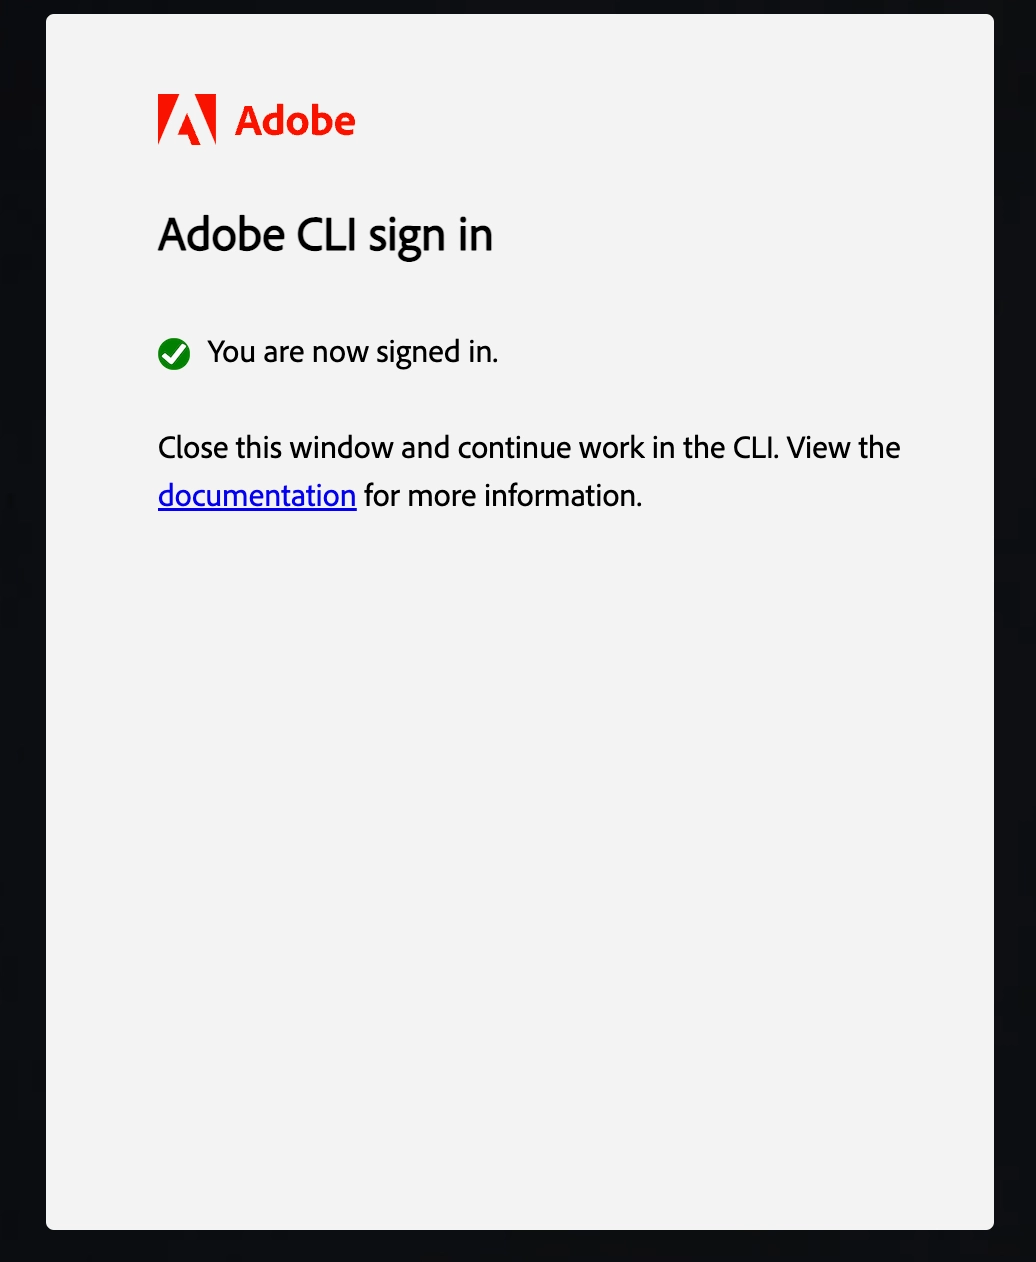 Adobe
Adobe CLI sign in
You are now signed in.
Close this window and continue work in the CLI. View the
documentation for more information.